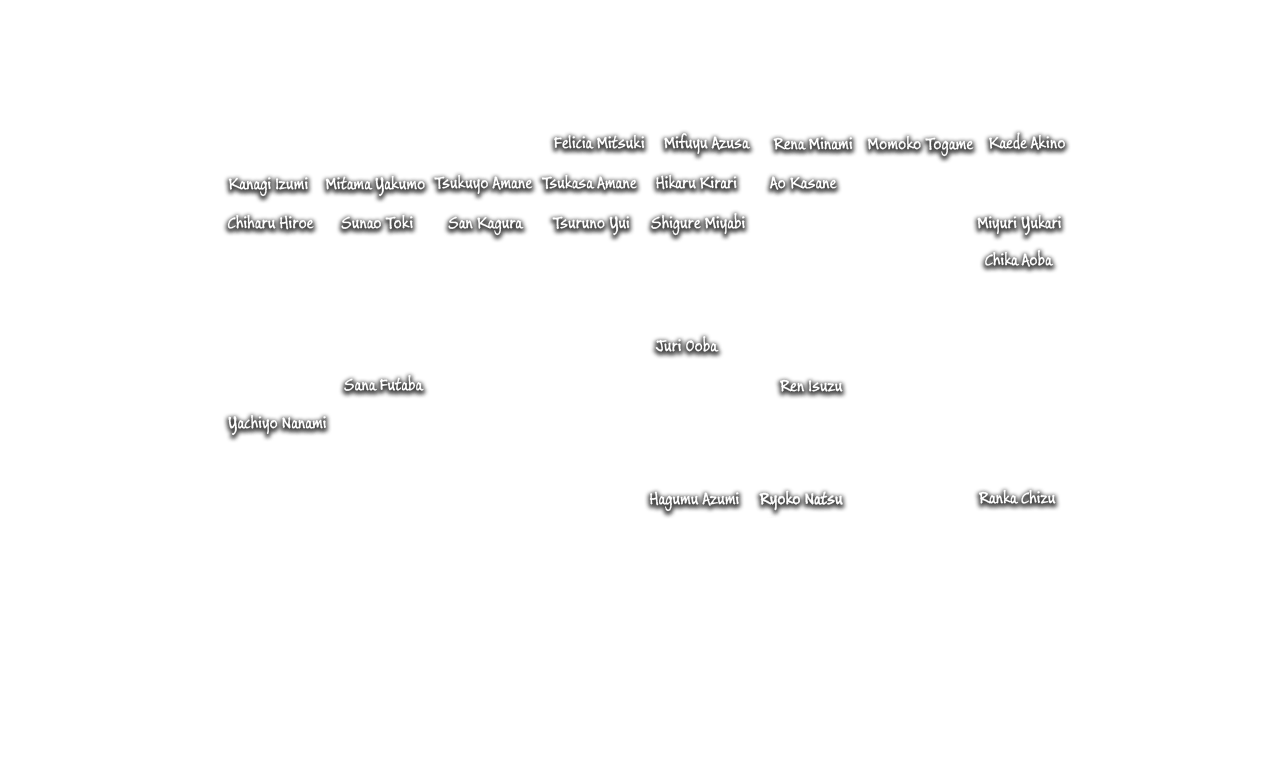 Felicia Mitsuki Mifuyu Azusa Rena Minami Momoko Togame Kaede Akino
Kanagi Izumi Mitama Yakumo Tsukuyo Amane Tsukasa Amane Hikaru Kirari Ao Kasane
Chiharu Hiroe Sunao Toki San Kagura Tsuruno Yui Shigure Miyabi Miyuri Yukari
Chika Aoba
Juri Ooba
Sana Futaba Ren Isuzu
Yachiyo Nanami
Hagumu Azumi Ryoko Natsu Ranka Chizu